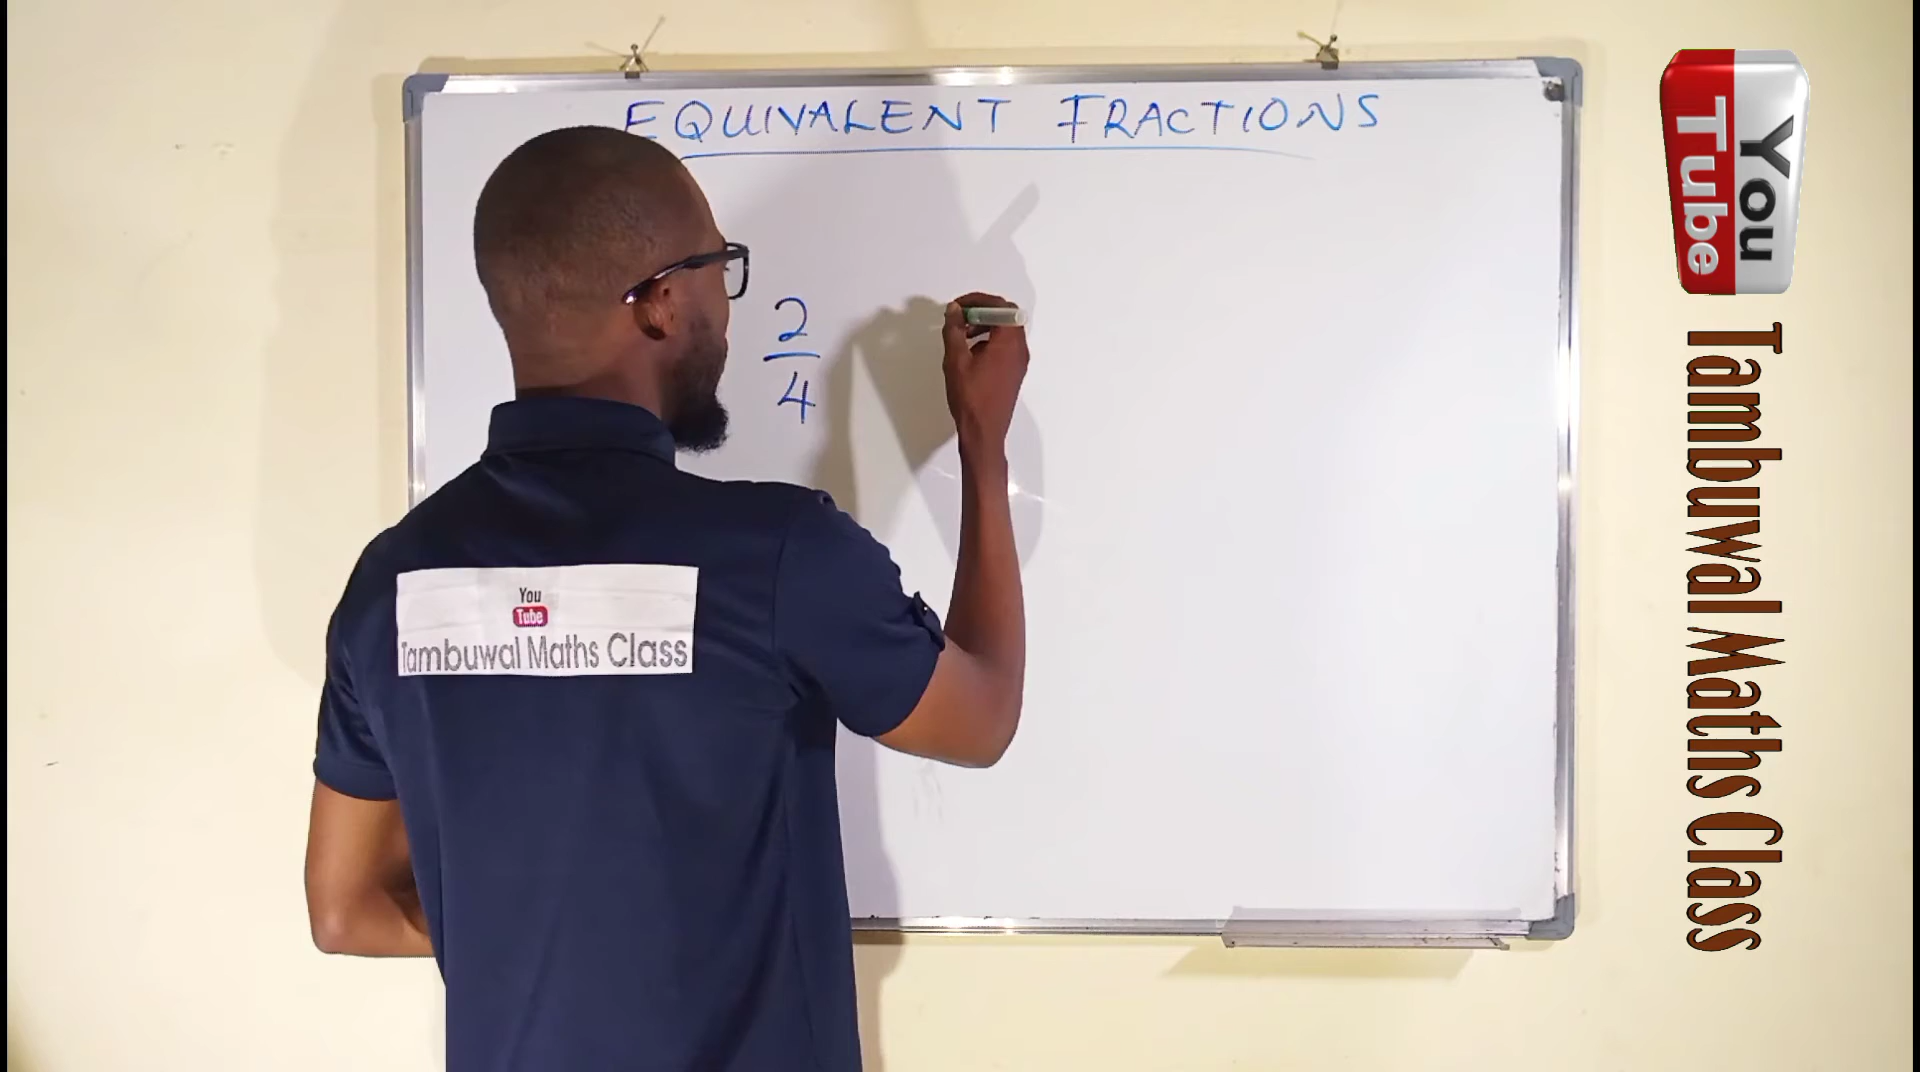 EQUIVALENT FRACTIONS
2
4
You
Tube
Tambuwal Maths Class
You
Tube
Tambuwal Maths Class